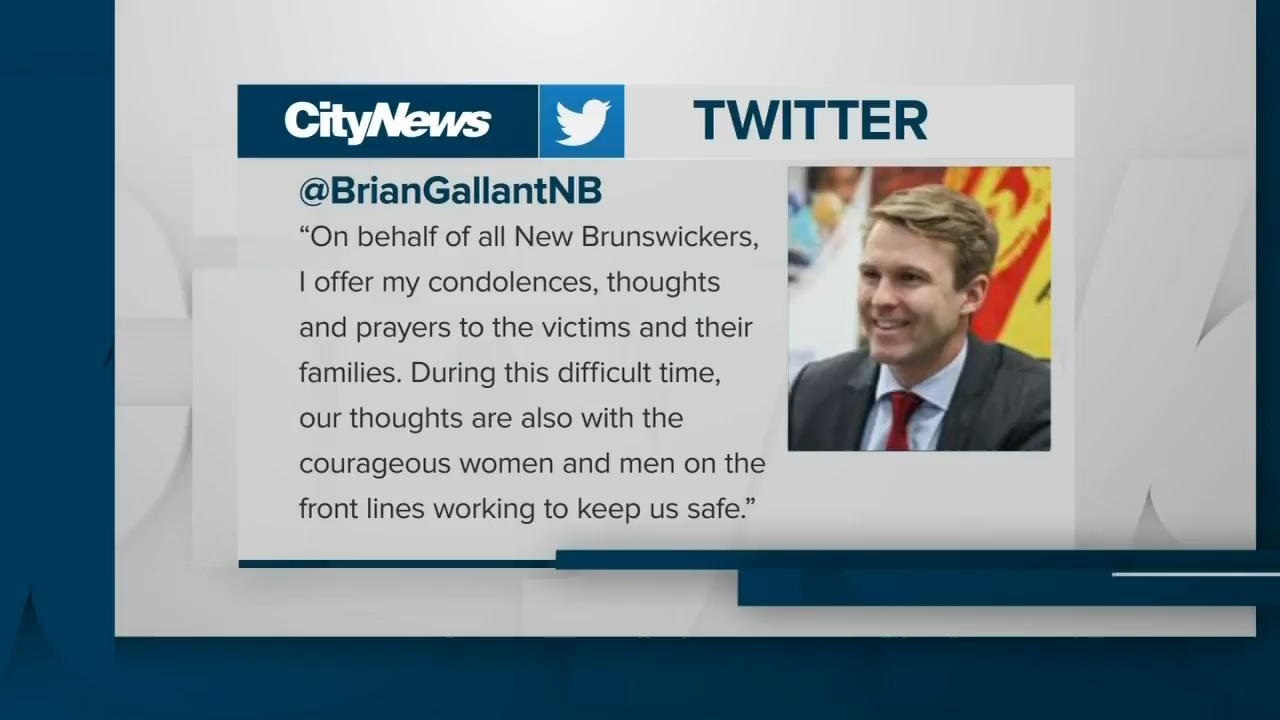 CityNews
TWITTER
@BrianGallantNB
“On behalf of all New Brunswickers,
I offer my condolences, thoughts
and prayers to the victims and their
families. During this difficult time,
our thoughts are also with the
courageous women and men on the
front lines working to keep us safe.”